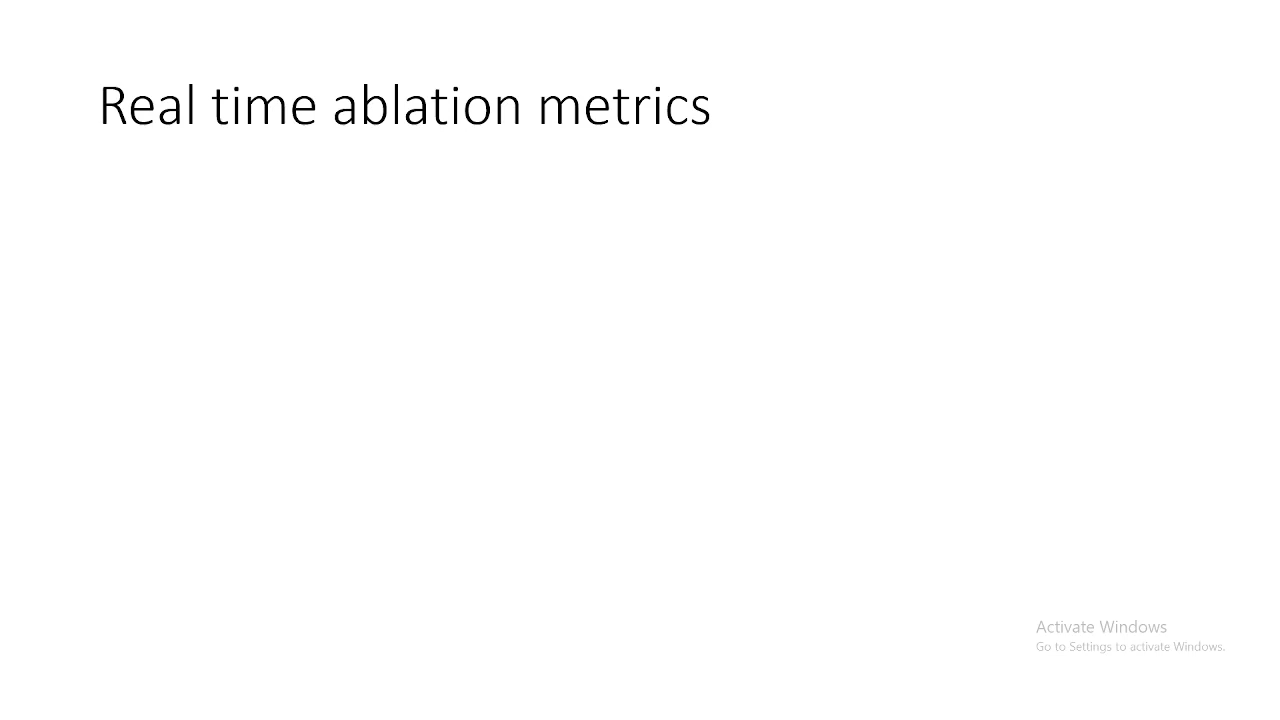 Real time ablation metrics
Activate Windows
Go to Settings to activate Windows.